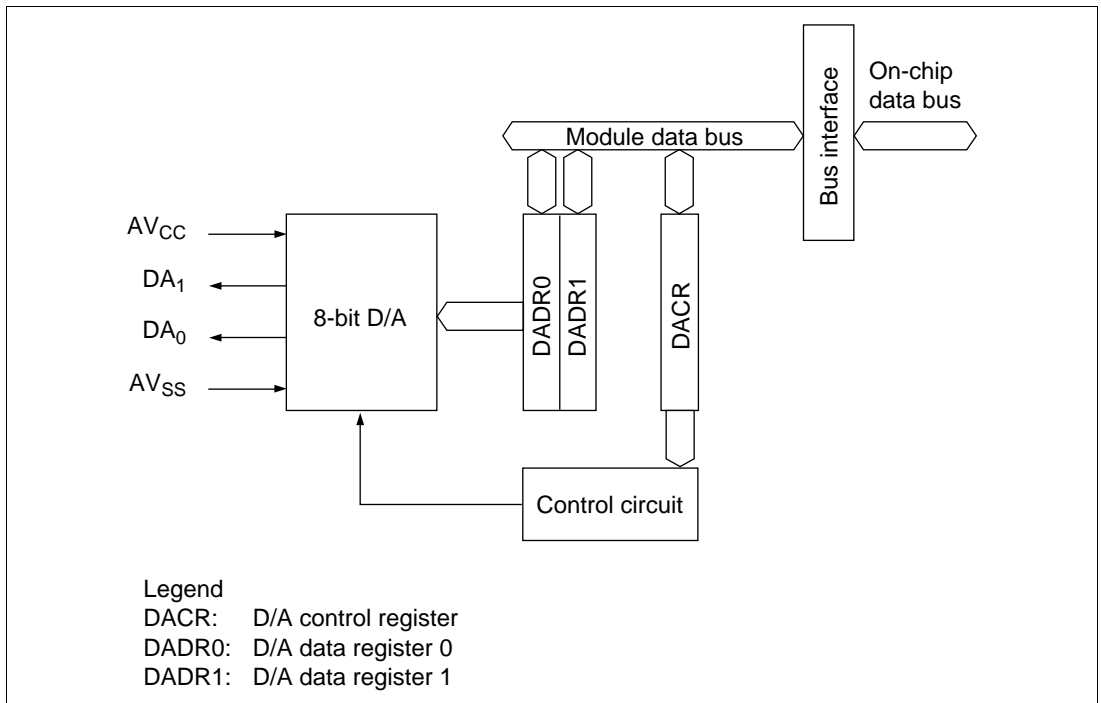 On-chip
data bus
Bus interface
Module data bus
AVCC
DA1
DA0
AVSS
8-bit D/A
DADR0
DADR1
DACR
Control circuit
Legend
DACR: D/A control register
DADR0: D/A data register 0
DADR1: D/A data register 1